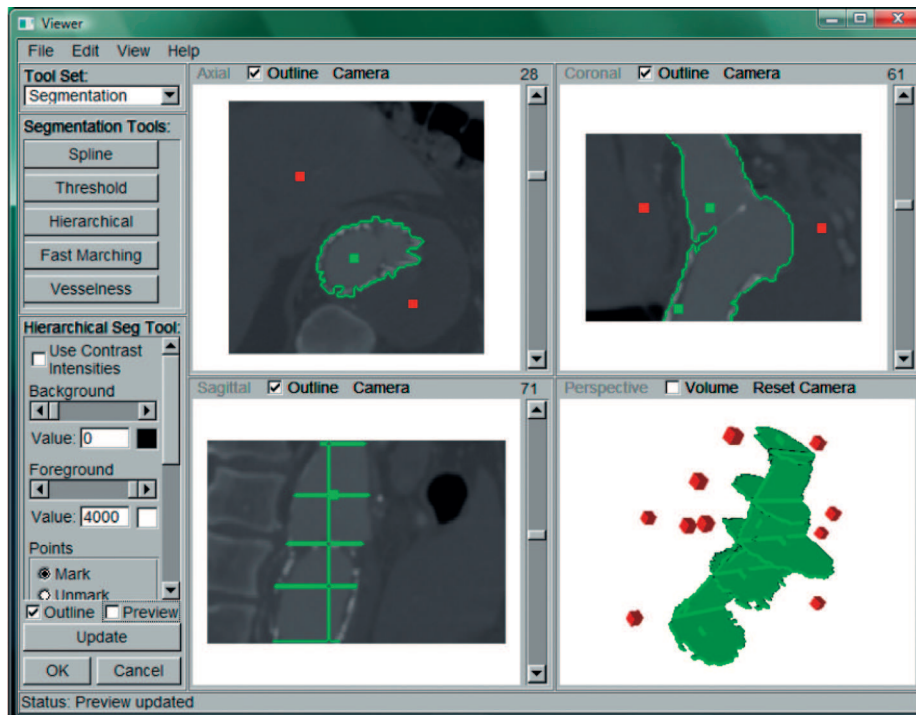 Viewer
File Edit View Help
Tool Set:
Segmentation
Segmentation Tools:
Spline
Threshold
Hierarchical
Fast Marching
Vesselness
Hierarchical Seg Tool:
Use Contrast
Intensities
Background
Value: 0
Foreground
Value: 4000
Points
Mark
Unmark
Outline Preview
Update
OK Cancel
Axial Outline Camera 28
Coronal Outline Camera 61
Sagittal Outline Camera 71
Perspective Volume Reset Camera
Status: Preview updated